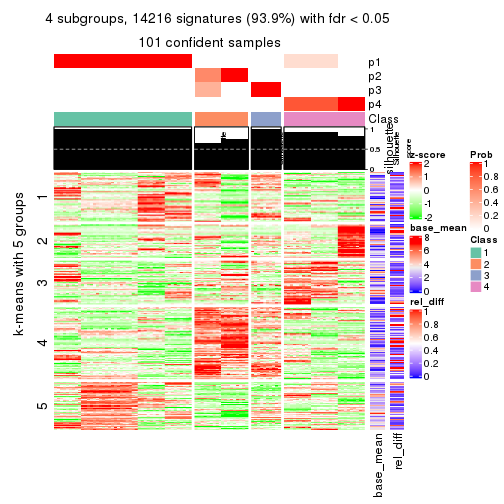 4 subgroups, 14216 signatures (93.9%) with fdr < 0.05
101 confident samples
p1
p2
p3
p4
Class
1
0.5
0
silhouette
Silhouette
score
k-means with 5 groups
1
2
3
4
5
base_mean
rel_diff
z-score
2
1
0
-1
-2
base_mean
8
6
4
2
0
rel_diff
1
0.8
0.6
0.4
0.2
0
Prob
1
0.8
0.6
0.4
0.2
0
Class
1
2
3
4